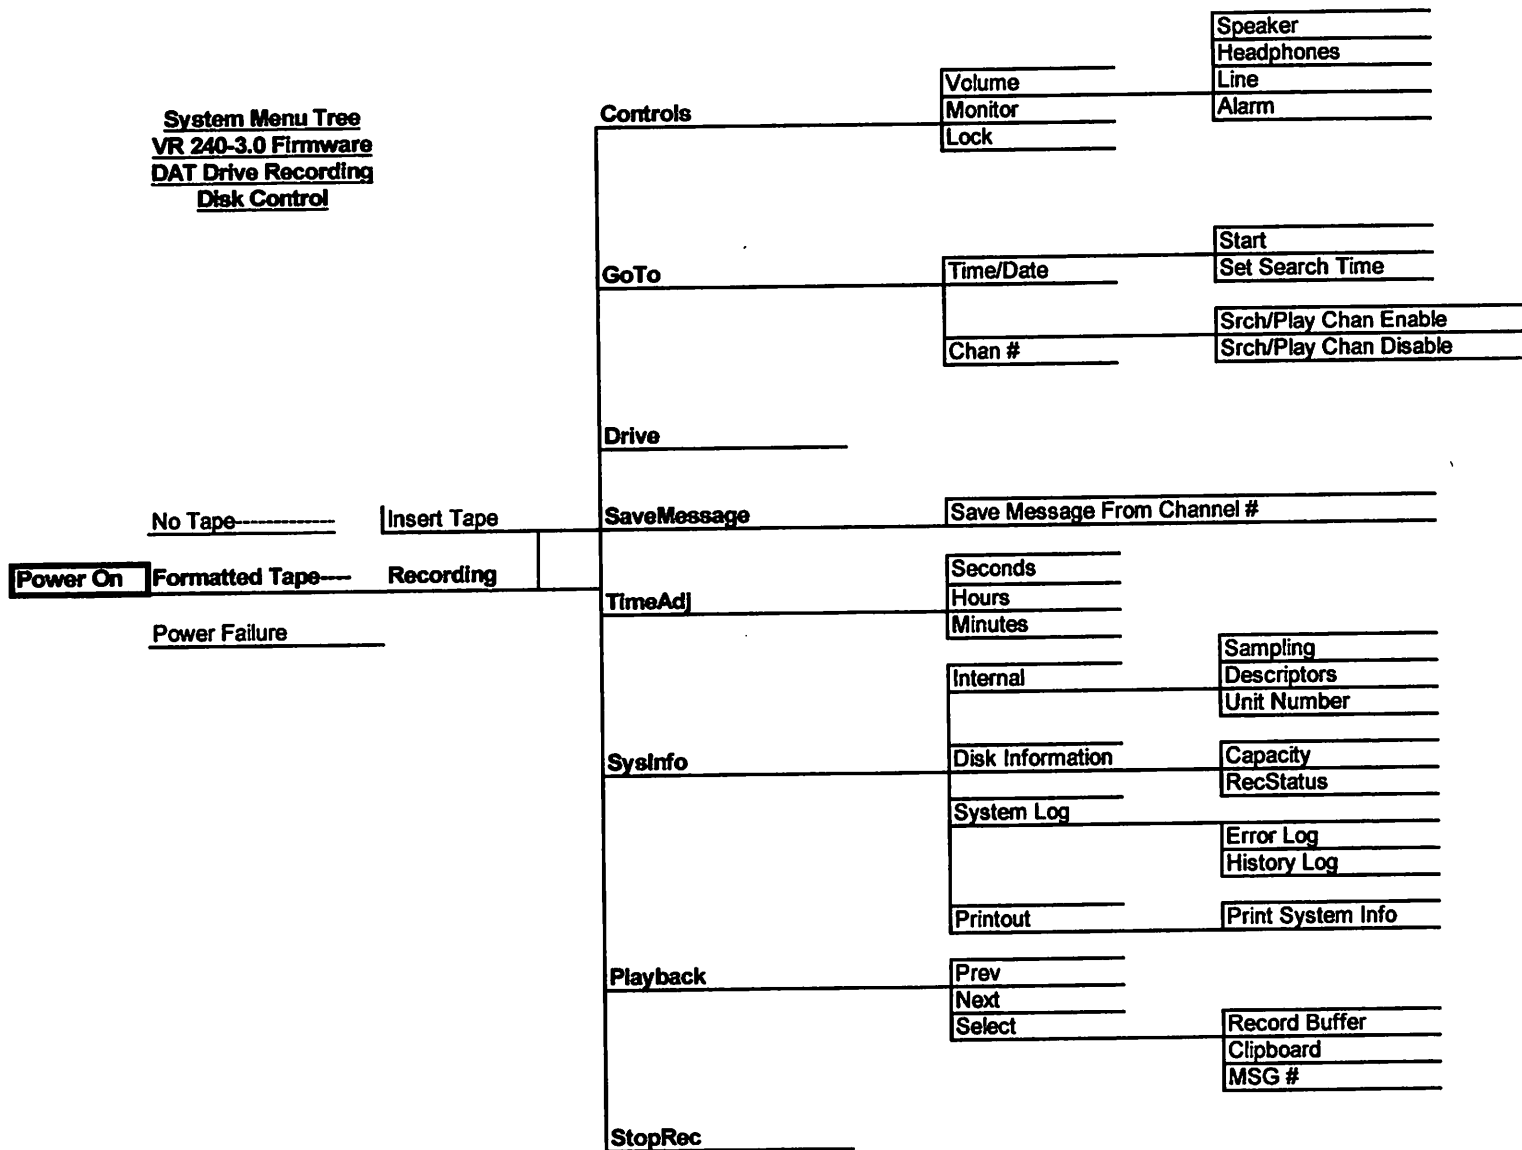 System Menu Tree
VR 240-3.0 Firmware
DAT Drive Recording
Disk Control
Power On
No Tape-------------
Insert Tape
Formatted Tape----
Recording
Power Failure
Controls
Volume
Monitor
Lock
Speaker
Headphones
Line
Alarm
GoTo
Time/Date
Start
Set Search Time
Chan #
Srch/Play Chan Enable
Srch/Play Chan Disable
Drive
SaveMessage
Save Message From Channel #
TimeAdj
Seconds
Hours
Minutes
SysInfo
Internal
Sampling
Descriptors
Unit Number
Disk Information
Capacity
RecStatus
System Log
Error Log
History Log
Printout
Print System Info
Playback
Prev
Next
Select
Record Buffer
Clipboard
MSG #
StopRec